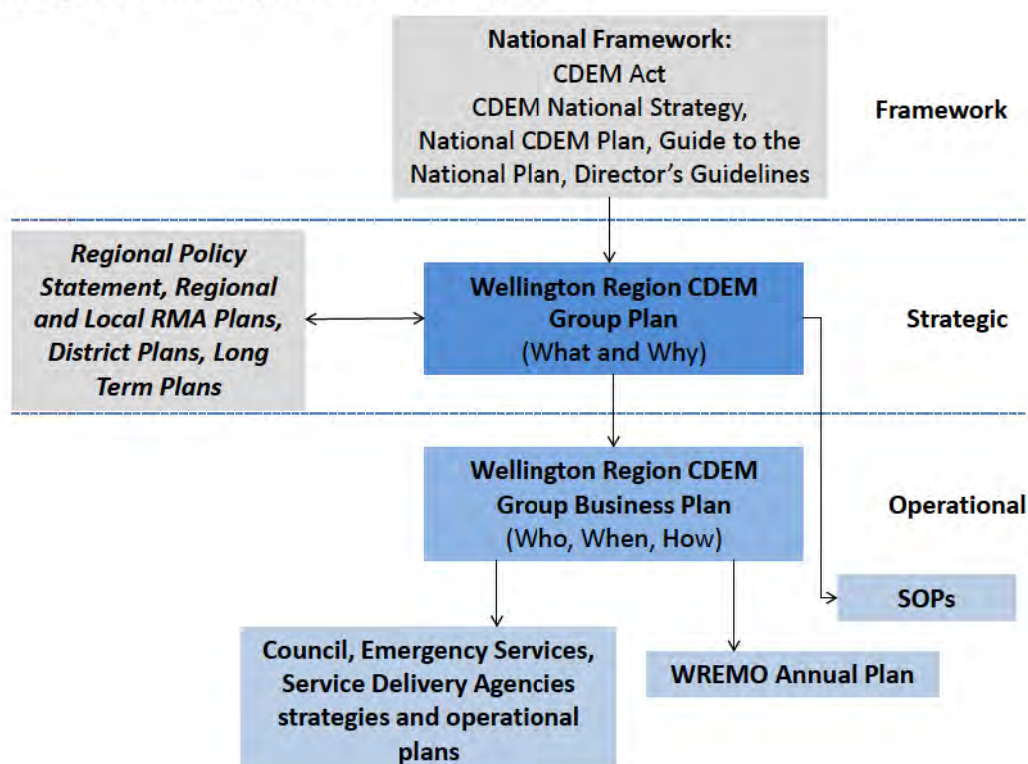 National Framework:
CDEM Act
CDEM National Strategy,
National CDEM Plan, Guide to the
National Plan, Director's Guidelines
Framework
Regional Policy
Statement, Regional
and Local RMA Plans,
District Plans, Long
Term Plans
Wellington Region CDEM
Group Plan
(What and Why)
Strategic
Wellington Region CDEM
Group Business Plan
(Who, When, How)
Operational
SOPs
Council, Emergency Services,
Service Delivery Agencies
strategies and operational
plans
WREMO Annual Plan